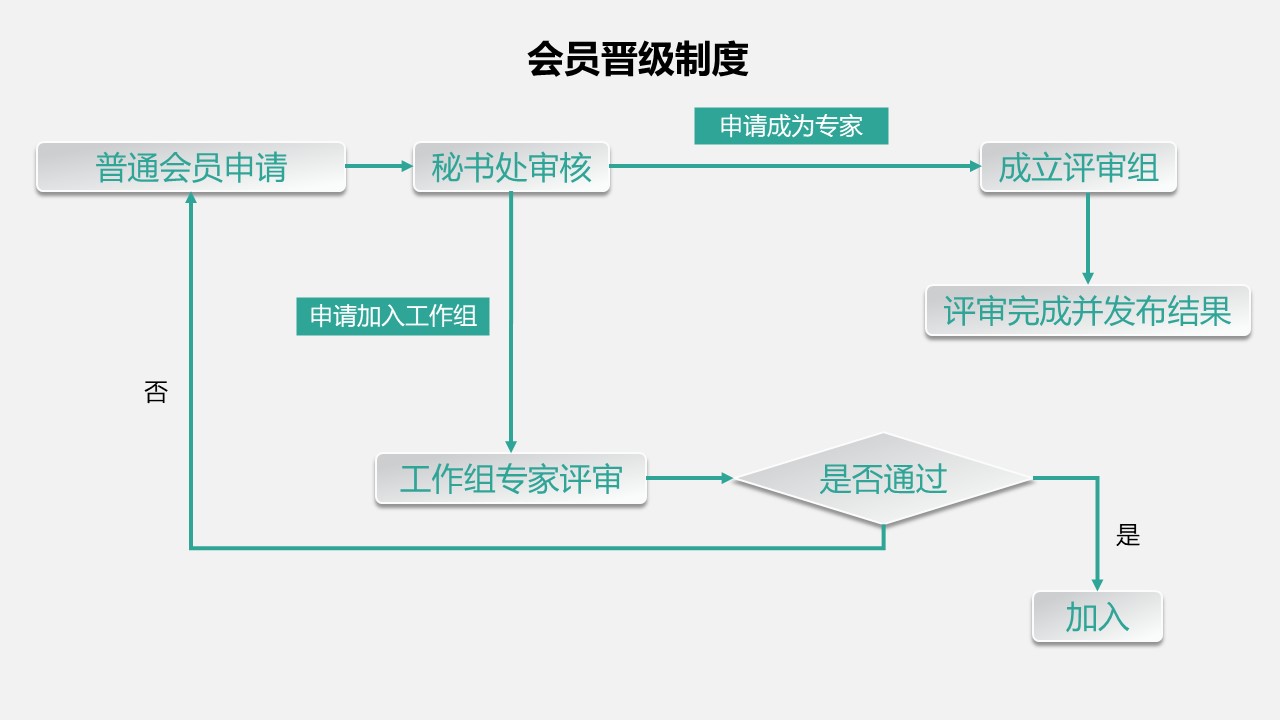 会员晋级制度
申请成为专家
普通会员申请
秘书处审核
成立评审组
申请加入工作组
评审完成并发布结果
否
工作组专家评审
是否通过
是
加入